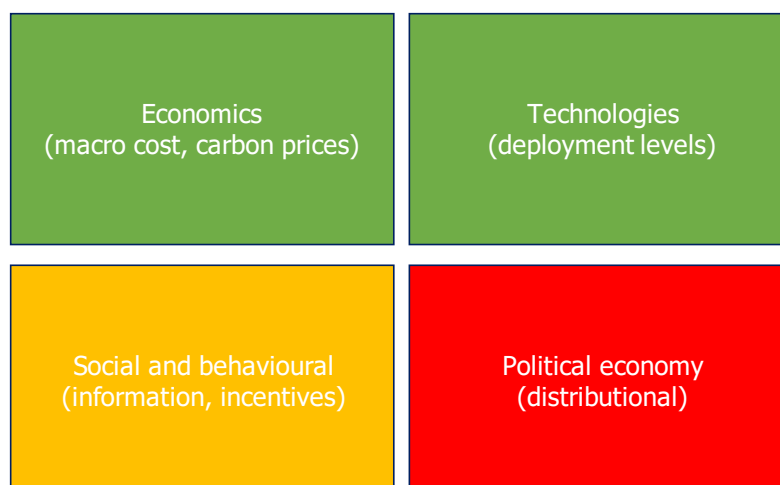 Economics
(macro cost, carbon prices)
Technologies
(deployment levels)
Social and behavioural
(information, incentives)
Political economy
(distributional)